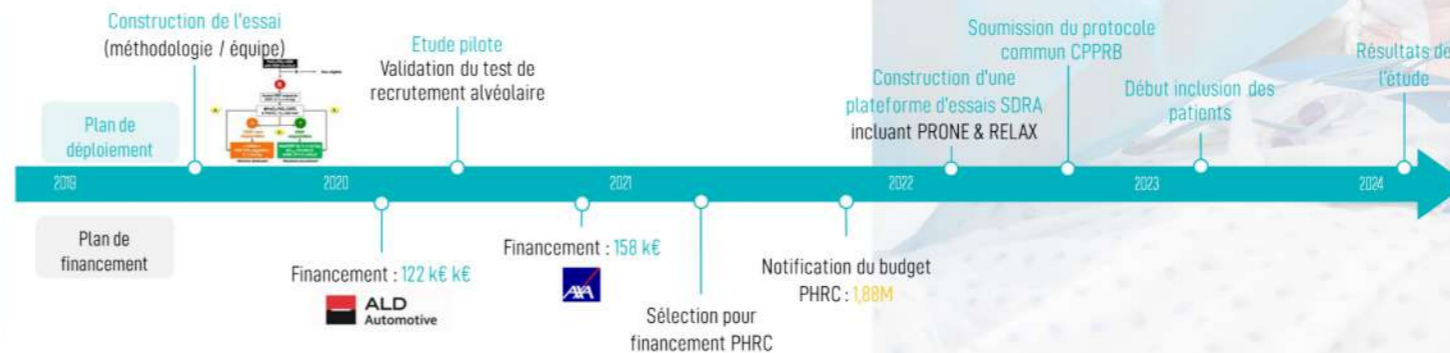 Construction de l'essai
(méthodologie / équipe)
Etude pilote
Validation du test de
recrutement alvéolaire
Construction d'une
plateforme d'essais SDRA
incluant PRONE & RELAX
Soumission du protocole
commun CPPRB
Début inclusion des
patients
Résultats de
l'étude
Plan de
déploiement
2019
2020
2021
2022
2023
2024
Plan de
financement
Financement : 122 k€ k€
ALD
Automotive
Financement : 158 k€
AXA
Sélection pour
financement PHRC
Notification du budget
PHRC : 1,88M